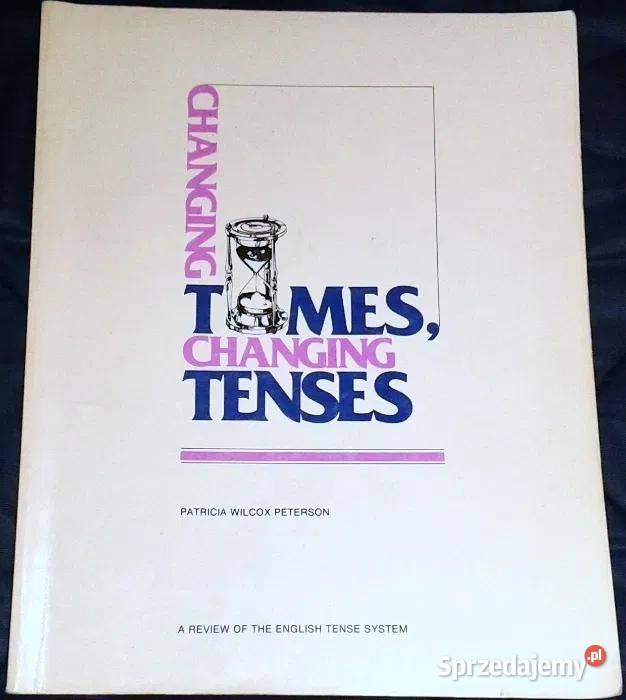 CHANGING
TIMES,
CHANGING
TENSES
PATRICIA WILCOX PETERSON
A REVIEW OF THE ENGLISH TENSE SYSTEM
Sprzedajemy.pl